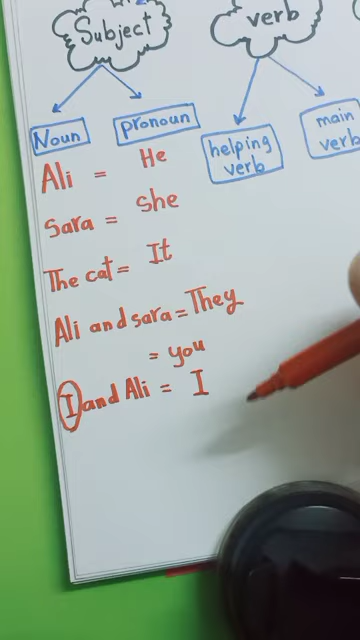 Subject
verb
Noun
pronoun
helping verb
main verb
Ali = He
Sara = She
The cat = It
Ali and sara = They
= you
I and Ali = I